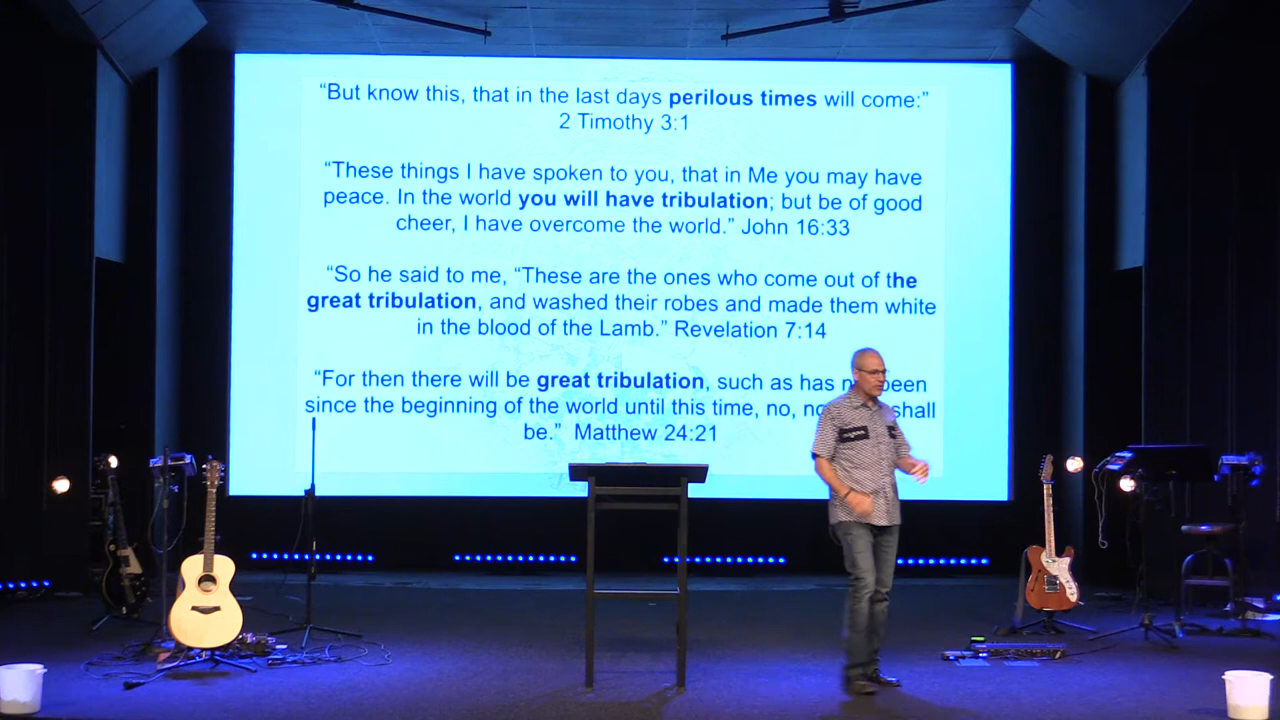 “But know this, that in the last days perilous times will come:”
2 Timothy 3:1
“These things I have spoken to you, that in Me you may have
peace. In the world you will have tribulation; but be of good
cheer, I have overcome the world.” John 16:33
“So he said to me, “These are the ones who come out of the
great tribulation, and washed their robes and made them white
in the blood of the Lamb.” Revelation 7:14
“For then there will be great tribulation, such as has been
since the beginning of the world until this time, no, shall
be.” Matthew 24:21